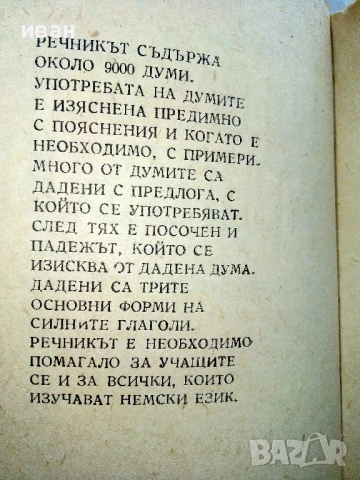 иван
РЕЧНИКЪТ СЪДЪРЖА
ОКОЛО 9000 ДУМИ.
УПОТРЕБАТА НА ДУМИТЕ
Е ИЗЯСНЕНА ПРЕДИМНО
С ПОЯСНЕНИЯ И КОГАТО Е
НЕОБХОДИМО, С ПРИМЕРИ.
МНОГО ОТ ДУМИТЕ СА
ДАДЕНИ С ПРЕДЛОГА, С
КОЙТО СЕ УПОТРЕБЯВАТ.
СЛЕД ТЯХ Е ПОСОЧЕН И
ПАДЕЖЪТ, КОЙТО СЕ
ИЗИСКВА ОТ ДАДЕНА ДУМА.
ДАДЕНИ СА ТРИТЕ
ОСНОВНИ ФОРМИ НА
СИЛНИТЕ ГЛАГОЛИ.
РЕЧНИКЪТ Е НЕОБХОДИМО
ПОМАГАЛО ЗА УЧАЩИТЕ
СЕ И ЗА ВСИЧКИ, КОИТО
ИЗУЧАВАТ НЕМСКИ ЕЗИК.
BAZAR